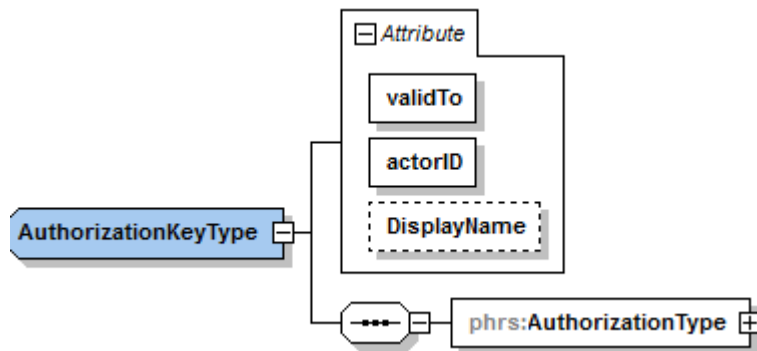 Attribute
validTo
actorID
DisplayName
AuthorizationKeyType
phrs:AuthorizationType